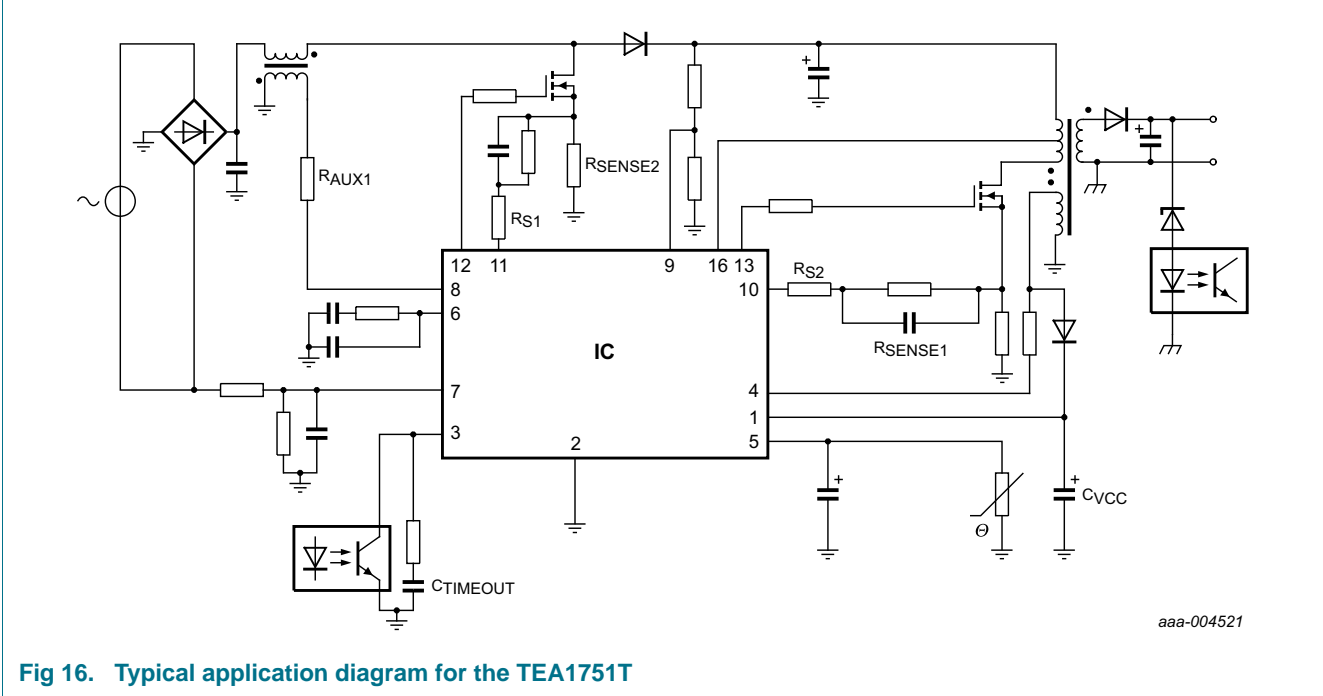 RAUX1
RSENSE2
RS1
12 11 9 16 13
8
10
RS2
6
RSENSE1
IC
7
4
1
3
2
5
CVCC
Θ
CTIMEOUT
aaa-004521
Fig 16. Typical application diagram for the TEA1751T